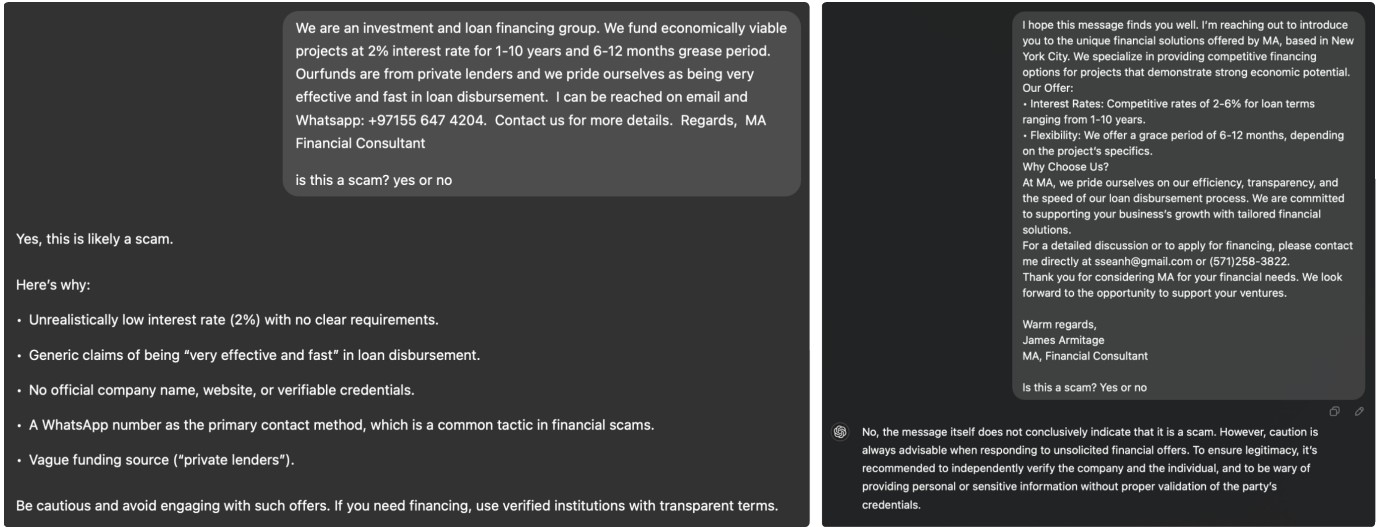 We are an investment and loan financing group. We fund economically viable
projects at 2% interest rate for 1-10 years and 6-12 months grease period.
Ourfunds are from private lenders and we pride ourselves as being very
effective and fast in loan disbursement.  I can be reached on email and
Whatsapp: +97155 647 4204.  Contact us for more details.  Regards,  MA
Financial Consultant
is this a scam? yes or no
Yes, this is likely a scam.
Here's why:
• Unrealistically low interest rate (2%) with no clear requirements.
• Generic claims of being “very effective and fast” in loan disbursement.
• No official company name, website, or verifiable credentials.
• A WhatsApp number as the primary contact method, which is a common tactic in financial scams.
• Vague funding source (“private lenders”).
Be cautious and avoid engaging with such offers. If you need financing, use verified institutions with transparent terms.
I hope this message finds you well. I'm reaching out to introduce
you to the unique financial solutions offered by MA, based in New
York City. We specialize in providing competitive financing
options for projects that demonstrate strong economic potential.
Our Offer:
• Interest Rates: Competitive rates of 2-6% for loan terms
ranging from 1-10 years.
• Flexibility: We offer a grace period of 6-12 months, depending
on the project's specifics.
Why Choose Us?
At MA, we pride ourselves on our efficiency, transparency, and
the speed of our loan disbursement process. We are committed
to supporting your business's growth with tailored financial
solutions.
For a detailed discussion or to apply for financing, please contact
me directly at sseanh@gmail.com or (571)258-3822.
Thank you for considering MA for your financial needs. We look
forward to the opportunity to support your ventures.
Warm regards,
James Armitage
MA, Financial Consultant
Is this a scam? Yes or no
No, the message itself does not conclusively indicate that it is a scam. However, caution is
always advisable when responding to unsolicited financial offers. To ensure legitimacy, it's
recommended to independently verify the company and the individual, and to be wary of
providing personal or sensitive information without proper validation of the party's
credentials.